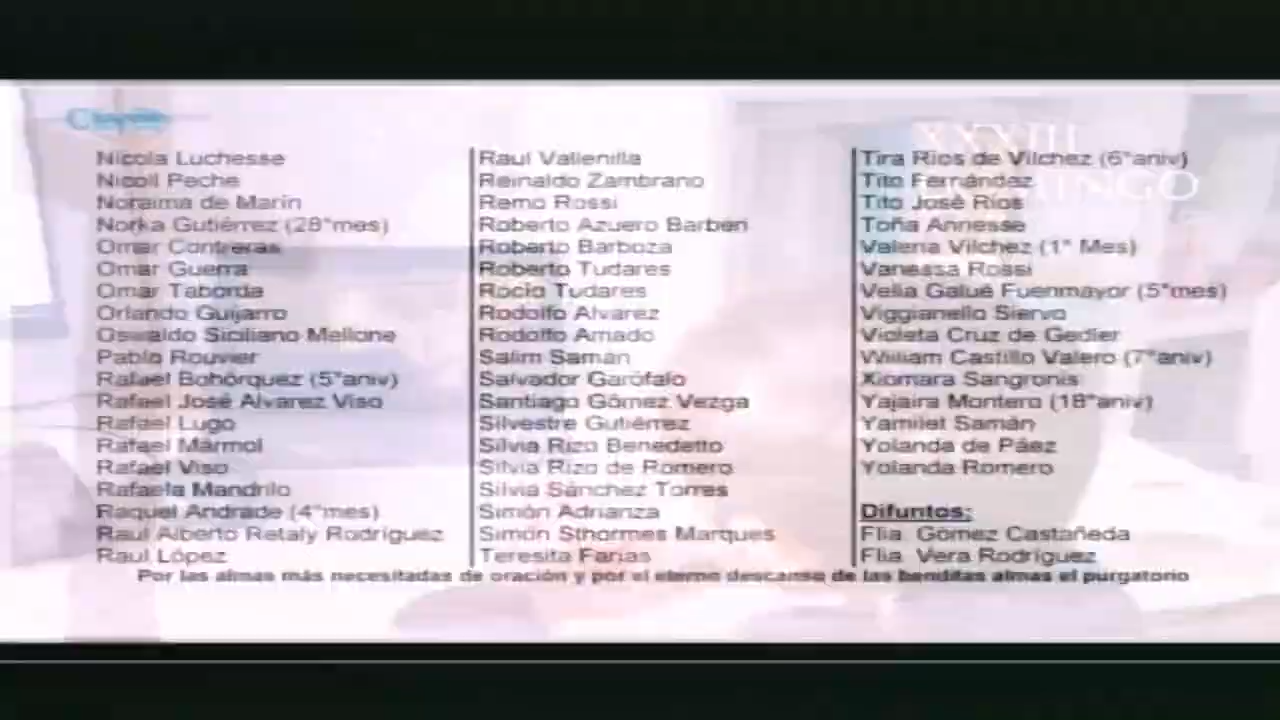 XXXIII
Nicola Luchesse
Nicoll Peche
Noraima de Marín
Norka Gutiérrez (28°mes)
Omar Contreras
Omar Guerra
Omar Taborda
Orlando Guijarro
Oswaldo Siciliano Mellone
Pablo Rouvier
Rafael Bohórquez (5°aniv)
Rafael José Alvarez Viso
Rafael Lugo
Rafael Mármol
Rafael Viso
Rafaela Mandrilo
Raquel Andrade (4°mes)
Raul Alberto Retaly Rodríguez
Raul López
Raul Vallenilla
Reinaldo Zambrano
Remo Rossi
Roberto Azuero Barberi
Roberto Barboza
Roberto Tudares
Rocío Tudares
Rodolfo Alvarez
Rodolfo Amado
Salim Samán
Salvador Garófalo
Santiago Gómez Vezga
Silvestre Gutiérrez
Silvia Rizo Benedetto
Silvia Rizo de Romero
Silvia Sánchez Torres
Simón Adrianza
Simón Sthormes Marques
Teresita Farías
Tira Ríos de Vilchez (6°aniv)
Tito Fernández
Tito José Ríos
Toña Annesse
Valeria Vilchez (1° Mes)
Vanessa Rossi
Velia Galué Fuenmayor (5°mes)
Viggianello Siervo
Violeta Cruz de Gedler
William Castillo Valero (7°aniv)
Xiomara Sangronis
Yajaira Montero (18°aniv)
Yamilet Samán
Yolanda de Páez
Yolanda Romero
Difuntos:
Flia. Gómez Castañeda
Flia. Vera Rodríguez
Por las almas más necesitadas de oración y por el eterno descanso de las benditas almas el purgatorio